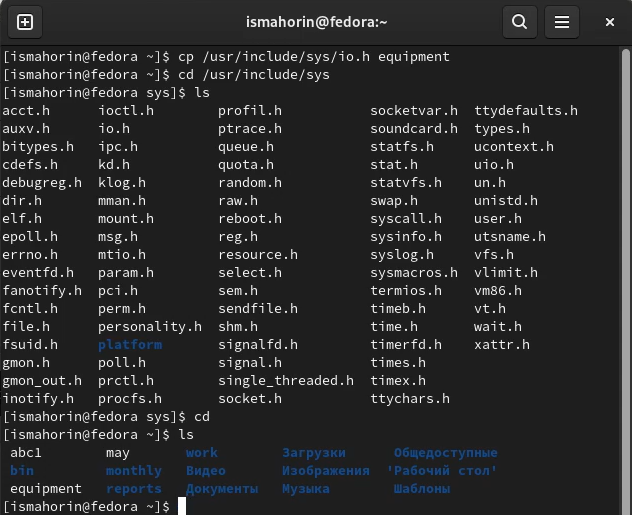 ismahorin@fedora:~
[ismahorin@fedora ~]$ cp /usr/include/sys/io.h equipment
[ismahorin@fedora ~]$ cd /usr/include/sys
[ismahorin@fedora sys]$ ls
acct.h ioctl.h profil.h socketvar.h ttydefaults.h
auxv.h io.h ptrace.h soundcard.h types.h
bitypes.h ipc.h queue.h statfs.h ucontext.h
cdefs.h kd.h quota.h stat.h uio.h
debugreg.h klog.h random.h statvfs.h un.h
dir.h mman.h raw.h swap.h unistd.h
elf.h mount.h reboot.h syscall.h user.h
epoll.h msg.h reg.h sysinfo.h utsname.h
errno.h mtio.h resource.h syslog.h vfs.h
eventfd.h param.h select.h sysmacros.h vlimit.h
fanotify.h pci.h sem.h termios.h vm86.h
fcntl.h perm.h sendfile.h timeb.h vt.h
file.h personality.h shm.h time.h wait.h
fsuid.h platform signalfd.h timerfd.h xattr.h
gmon.h poll.h signal.h times.h
gmon_out.h prctl.h single_threaded.h timex.h
inotify.h procfs.h socket.h ttychars.h
[ismahorin@fedora sys]$ cd
[ismahorin@fedora ~]$ ls
abc1 may work Загрузки Общедоступные
bin monthly Видео Изображения 'Рабочий стол'
equipment reports Документы Музыка Шаблоны
[ismahorin@fedora ~]$